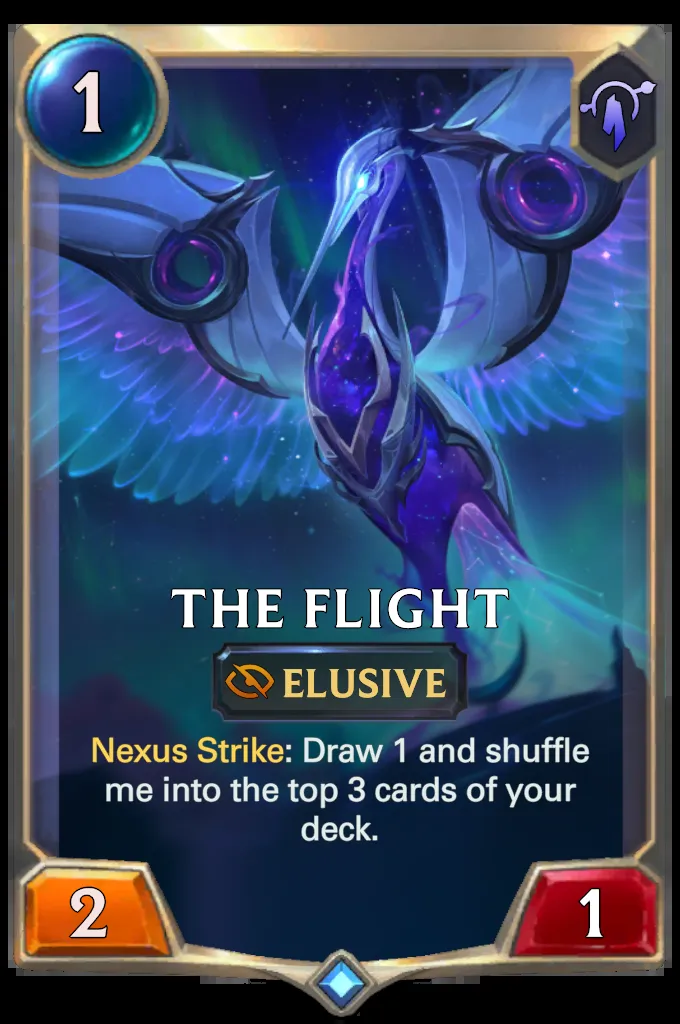 1
THE FLIGHT
ELUSIVE
Nexus Strike: Draw 1 and shuffle
me into the top 3 cards of your
deck.
2 1